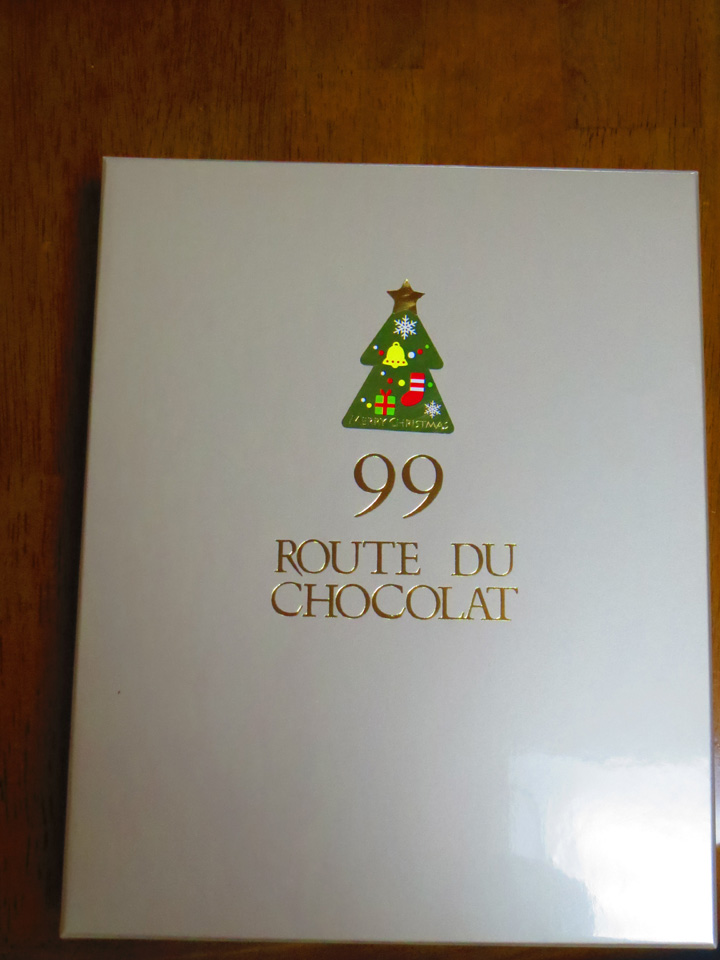 MERRY CHRISTMAS
99
ROUTE DU
CHOCOLAT